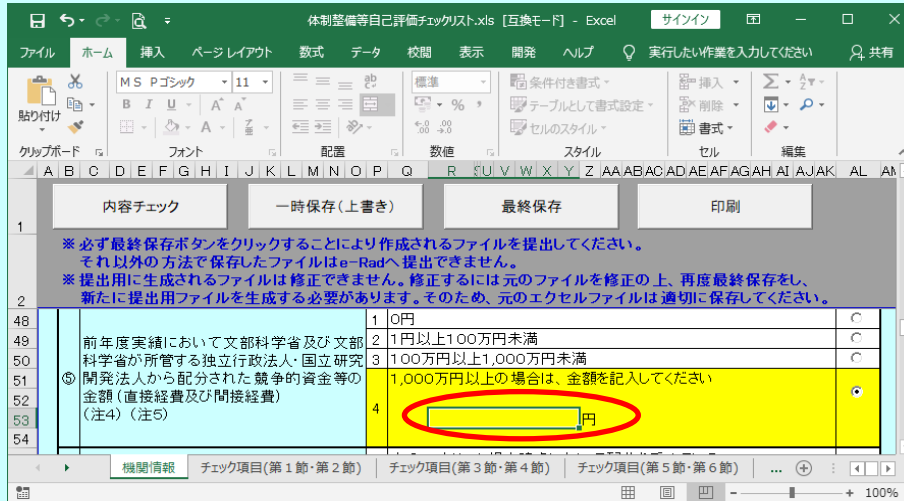 体制整備等自己評価チェックリスト.xls [互換モード] - Excel サインイン
ファイル ホーム 挿入 ページ レイアウト 数式 データ 校閲 表示 開発 ヘルプ 実行したい作業を入力してください 共有
貼り付け
ＭＳ Ｐゴシック 11
B I U A A
A 亜
ab
標準
% ,
条件付き書式
テーブルとして書式設定
セルのスタイル
挿入
削除
書式
クリップボード フォント 配置 数値 スタイル セル 編集
A B C D E F G H I J K L M N O P Q R U V W X Y Z AA AB AC AD AE AF AG AH AI AJ AK AL
1
内容チェック 一時保存（上書き） 最終保存 印刷
2
※ 必ず最終保存ボタンをクリックすることにより作成されるファイルを提出してください。
それ以外の方法で保存したファイルはe-Radへ提出できません。
※ 提出用に生成されるファイルは修正できません。修正するには元のファイルを修正の上、再度最終保存をし、
新たに提出用ファイルを生成する必要があります。そのため、元のエクセルファイルは適切に保存してください。
48 1 0円
49 2 1円以上100万円未満
50 3 100万円以上1,000万円未満
51 4 1,000万円以上の場合は、金額を記入してください
52
53 円
54
⑤ 前年度実績において文部科学省及び文部
科学省が所管する独立行政法人・国立研究
開発法人から配分された競争的資金等の
金額（直接経費及び間接経費）
（注4）（注5）
機関情報 チェック項目(第１節・第２節) チェック項目(第３節・第４節) チェック項目(第５節・第６節) ...
100%